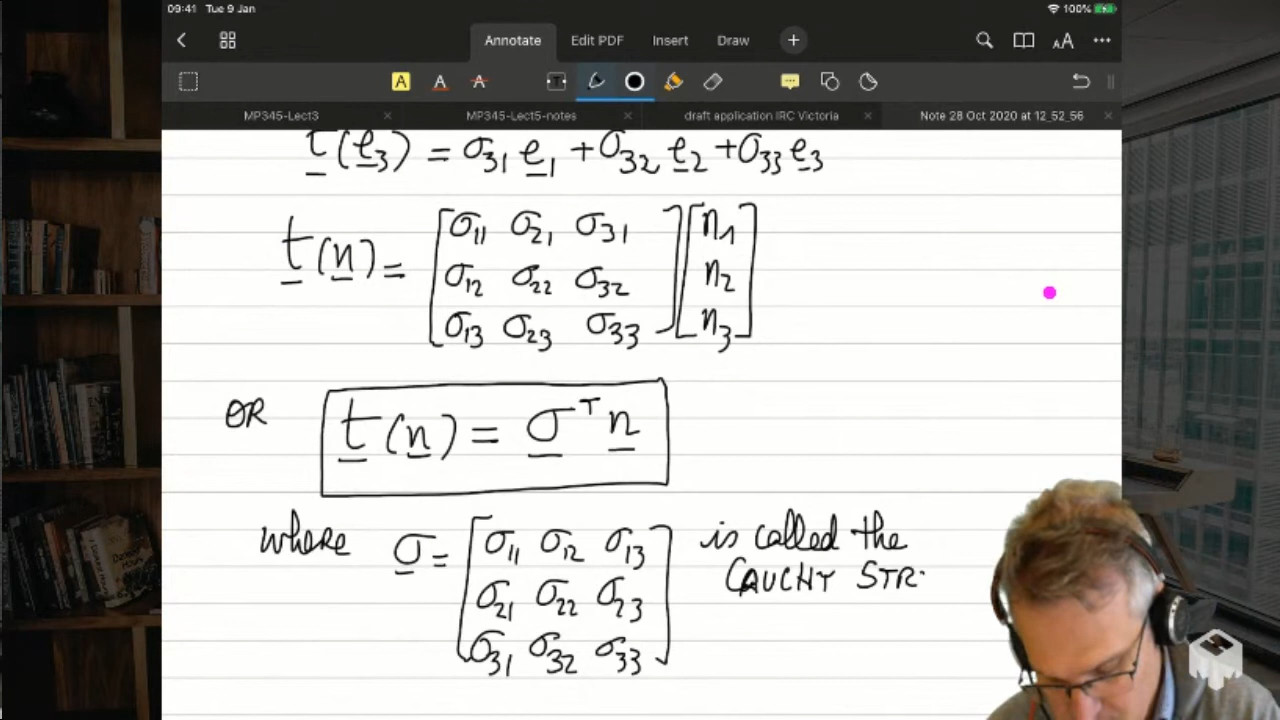 09:41 Tue 9 Jan 100%
Annotate Edit PDF Insert Draw
MP345-Lect3 MP345-Lect5-notes draft application IRC Victoria Note 28 Oct 2020 at 12_52_56
t(e3) = σ31 e1 + σ32 e2 + σ33 e3
t(n) = [σ11 σ21 σ31] [n1]
[σ12 σ22 σ32] [n2]
[σ13 σ23 σ33] [n3]
OR t(n) = σ^T n
where σ = [σ11 σ12 σ13] is called the
[σ21 σ22 σ23] CAUCHY STR
[σ31 σ32 σ33]